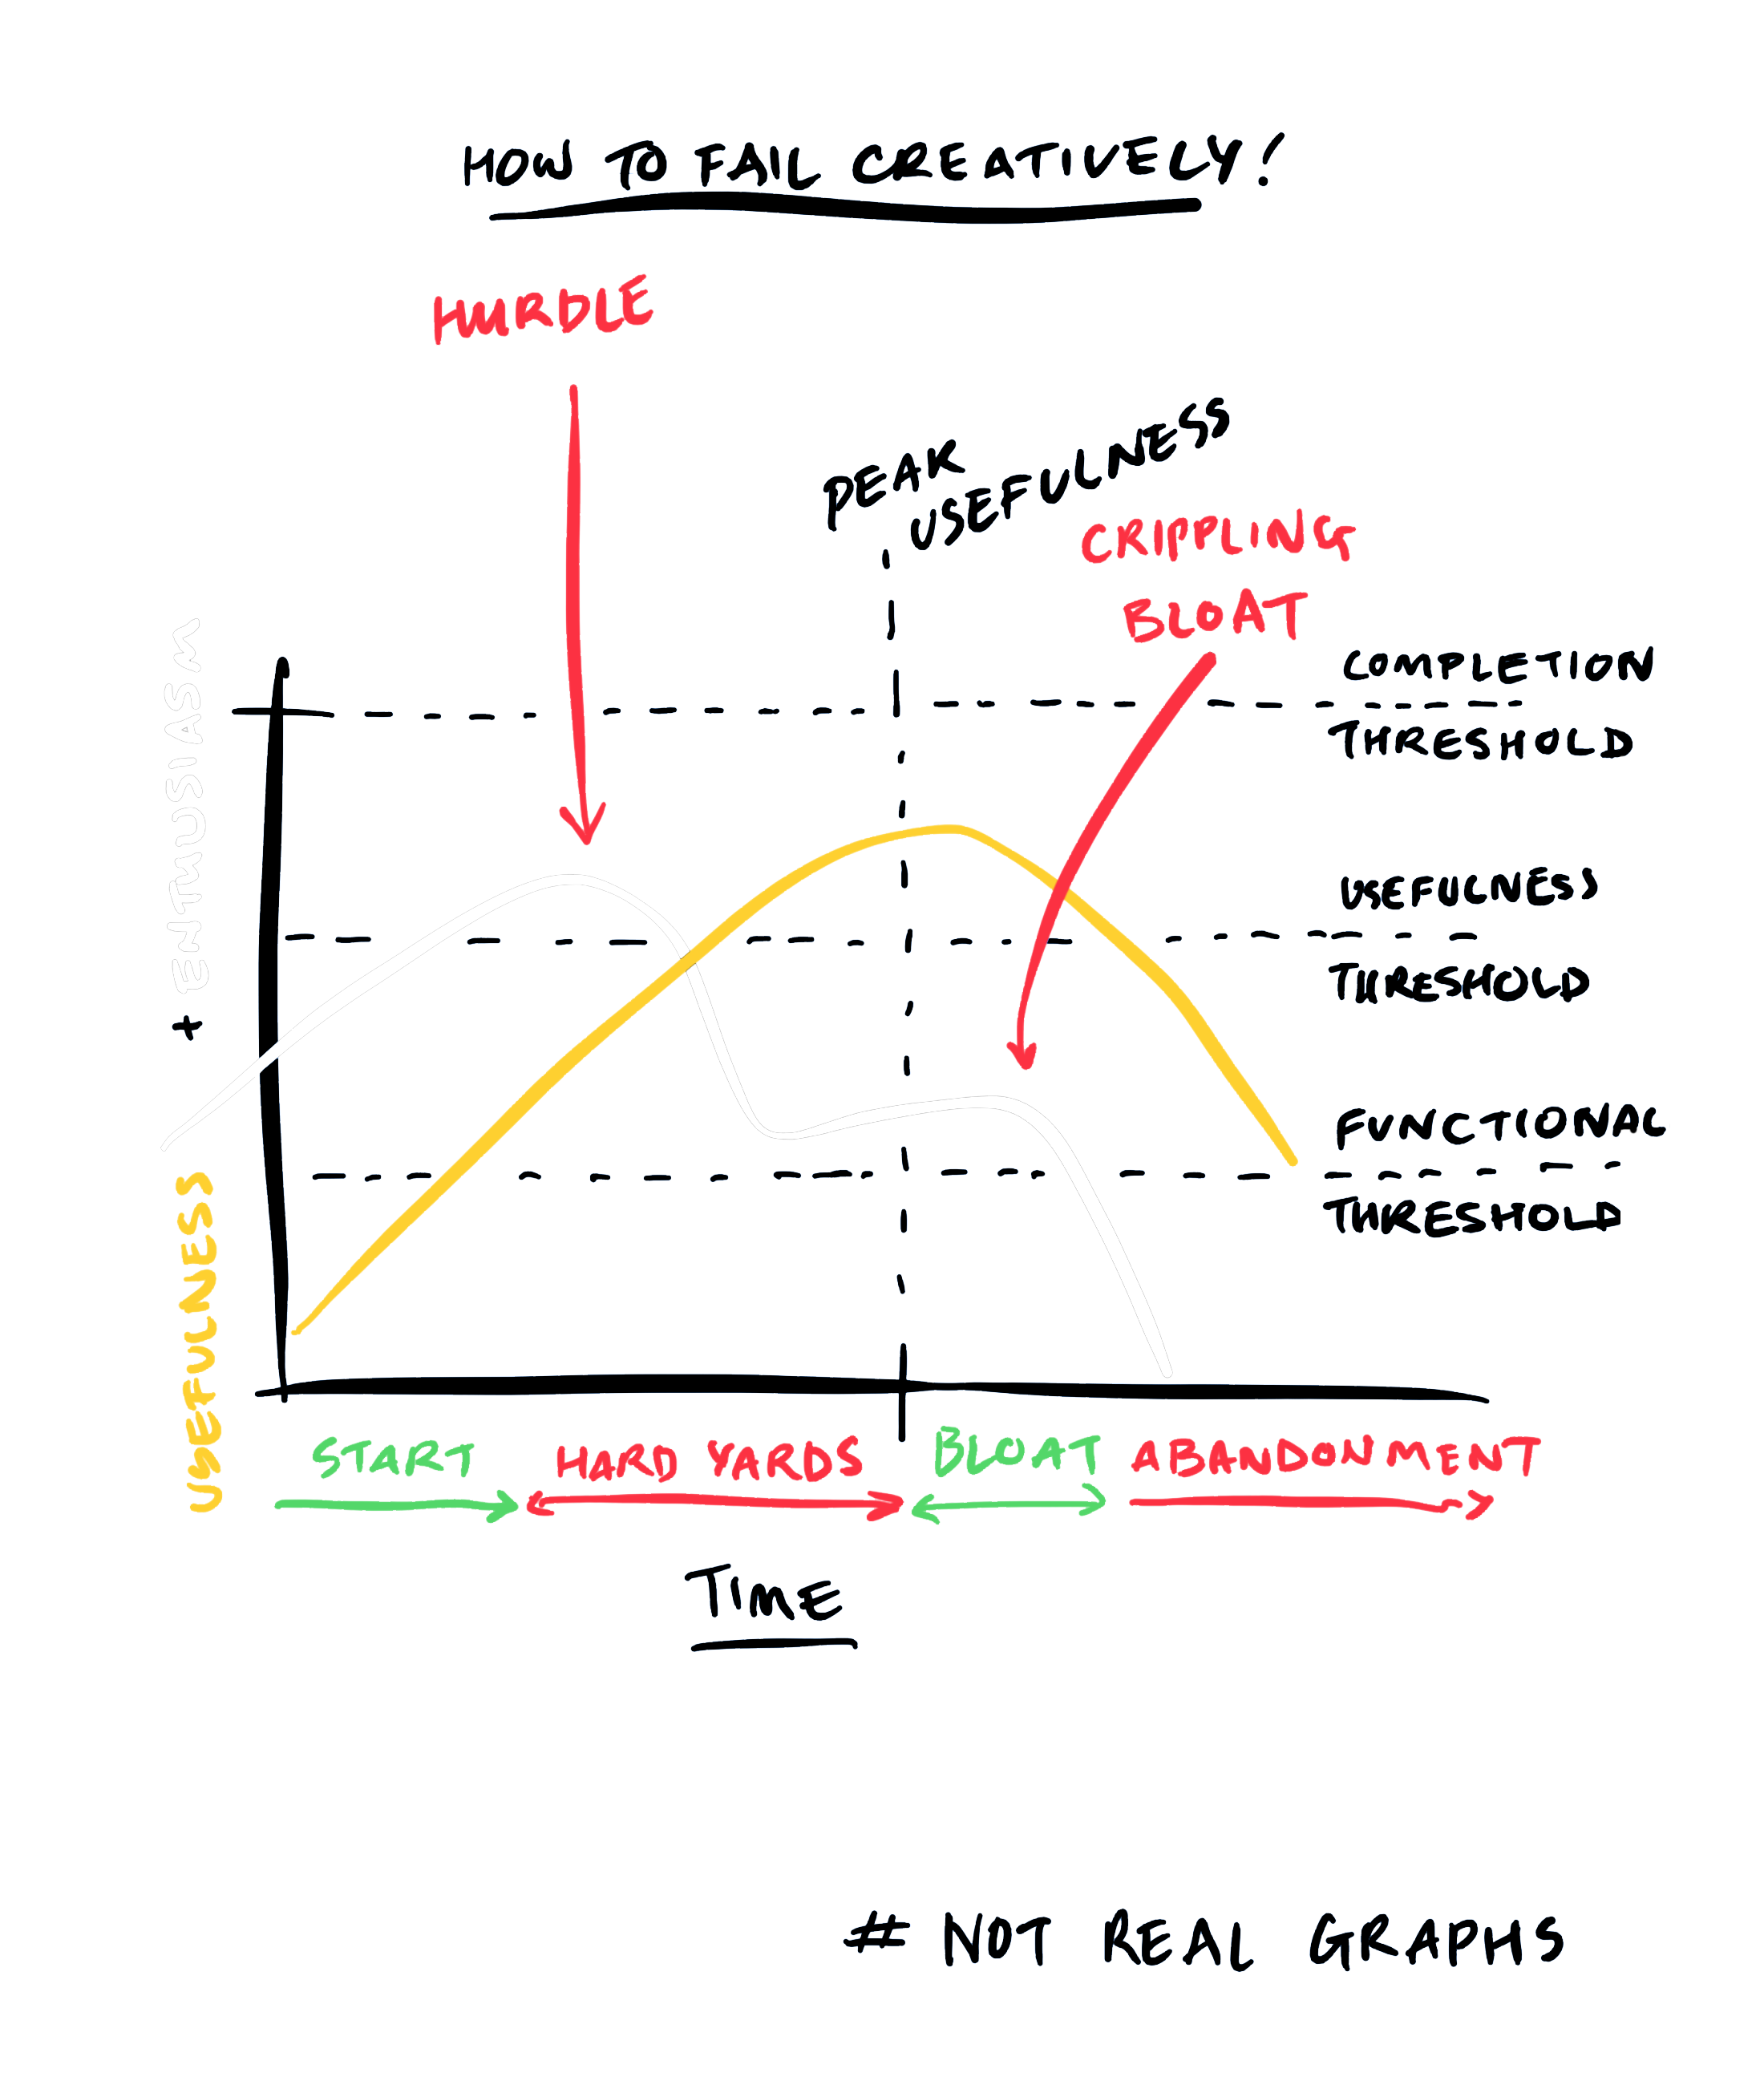 HOW TO FAIL CREATIVELY!
HURDLE
PEAK
USEFULNESS
CRIPPLING
BLOAT
COMPLETION
THRESHOLD
USEFULNESS
THRESHOLD
FUNCTIONAL
THRESHOLD
USEFULNESS + ENTHUSIASM
START
HARD YARDS
BLOAT
ABANDONMENT
TIME
# NOT REAL GRAPHS